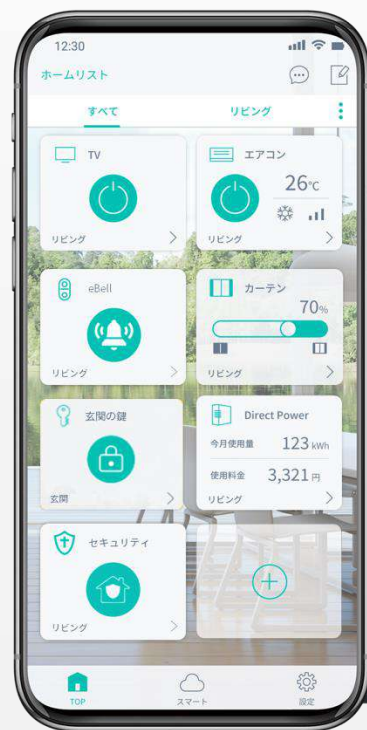 12:30
ホームリスト
すべて
リビング
TV
リビング
エアコン
26℃
リビング
eBell
リビング
カーテン
70%
リビング
玄関の鍵
玄関
Direct Power
今月使用量 123 kWh
使用料金 3,321 円
リビング
セキュリティ
リビング
TOP
スマート
設定